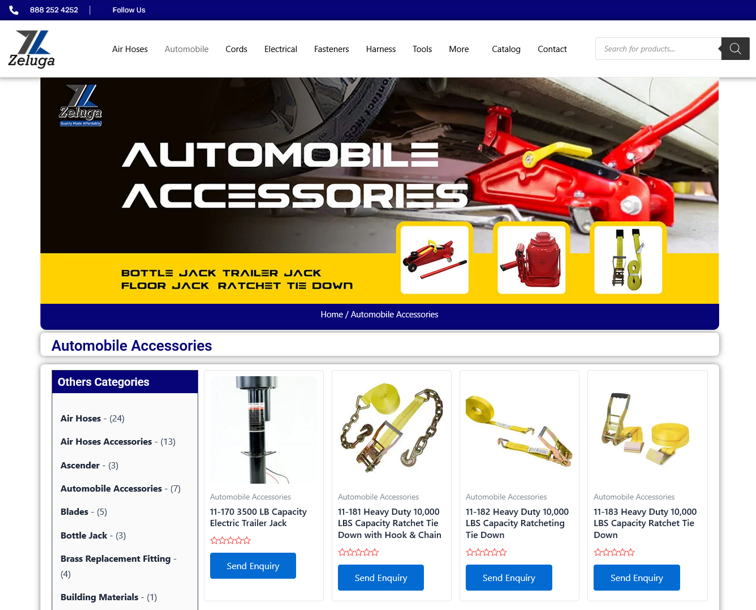 888 252 4252
Follow Us
Zeluga
Air Hoses
Automobile
Cords
Electrical
Fasteners
Harness
Tools
More
Catalog
Contact
Search for products...
Zeluga
Quality Made Affordable
AUTOMOBILE
ACCESSORIES
BOTTLE JACK TRAILER JACK
FLOOR JACK RATCHET TIE DOWN
Home / Automobile Accessories
Automobile Accessories
Others Categories
Air Hoses - (24)
Air Hoses Accessories - (13)
Ascender - (3)
Automobile Accessories - (7)
Blades - (5)
Bottle Jack - (3)
Brass Replacement Fitting -
(4)
Building Materials - (1)
Automobile Accessories
11-170 3500 LB Capacity
Electric Trailer Jack
Send Enquiry
Automobile Accessories
11-181 Heavy Duty 10,000
LBS Capacity Ratchet Tie
Down with Hook & Chain
Send Enquiry
Automobile Accessories
11-182 Heavy Duty 10,000
LBS Capacity Ratcheting
Tie Down
Send Enquiry
Automobile Accessories
11-183 Heavy Duty 10,000
LBS Capacity Ratchet Tie
Down
Send Enquiry